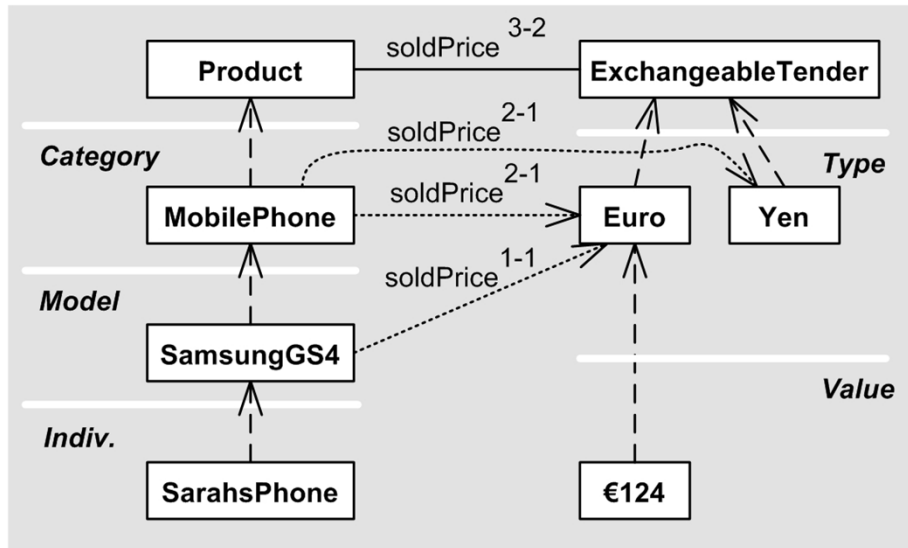 soldPrice 3-2
Product
ExchangeableTender
soldPrice 2-1
Category
Type
soldPrice 2-1
MobilePhone
Euro
Yen
soldPrice 1-1
Model
SamsungGS4
Value
Indiv.
SarahsPhone
€124